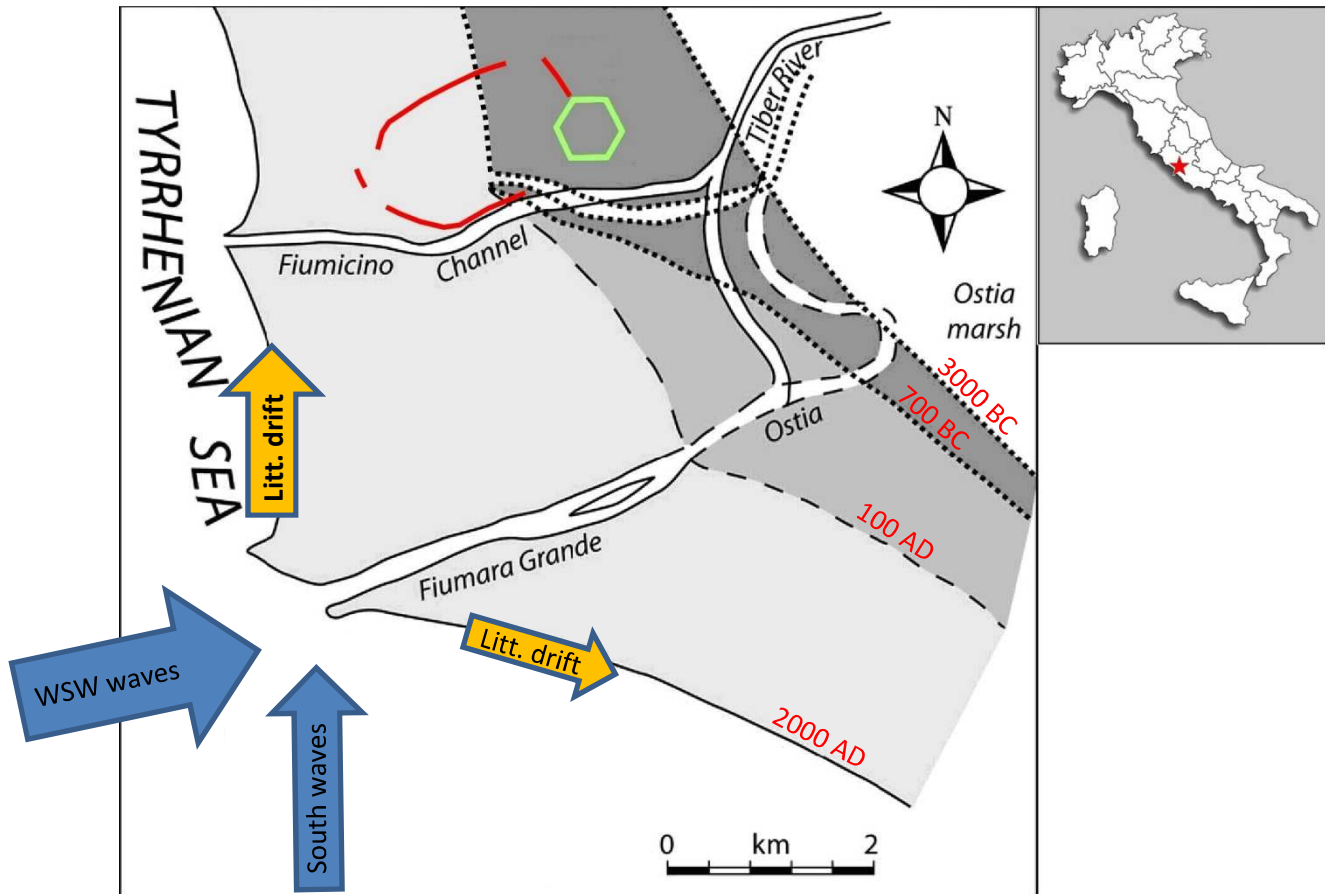 TYRRHENIAN SEA
Tiber River
N
Fiumicino
Channel
Ostia
marsh
3000 BC
700 BC
Ostia
Litt. drift
100 AD
Fiumara Grande
Litt. drift
WSW waves
South waves
2000 AD
0 km 2